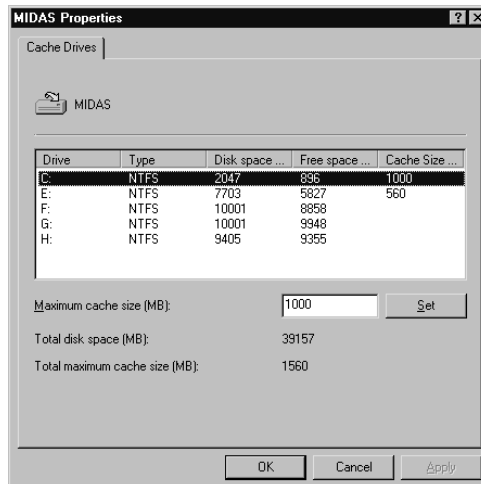 MIDAS Properties
Cache Drives
MIDAS
Drive Type Disk space ... Free space ... Cache Size ...
C: NTFS 2047 896 1000
E: NTFS 7703 5827 560
F: NTFS 10001 8858
G: NTFS 10001 9948
H: NTFS 9405 9355
Maximum cache size (MB): 1000 Set
Total disk space (MB): 39157
Total maximum cache size (MB): 1560
OK Cancel Apply